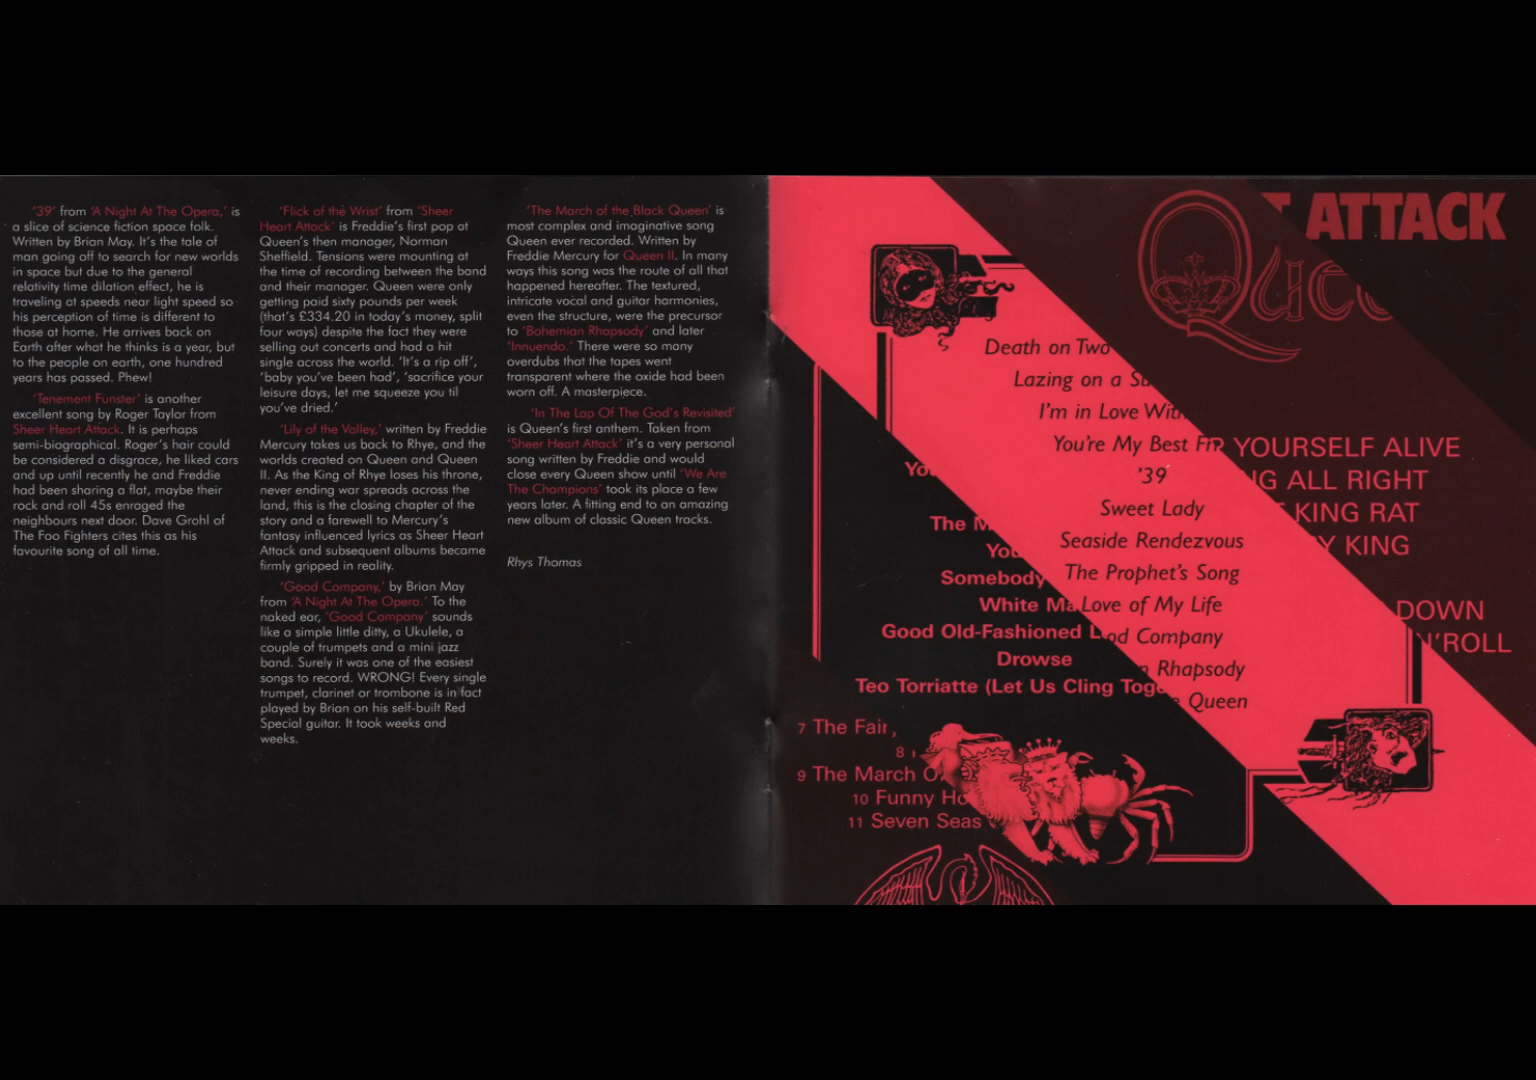 '39' from 'A Night At The Opera,' is
a slice of science fiction space folk.
Written by Brian May. It's the tale of
man going off to search for new worlds
in space but due to the general
relativity time dilation effect, he is
traveling at speeds near light speed so
his perception of time is different to
those at home. He arrives back on
Earth after what he thinks is a year, but
to the people on earth, one hundred
years has passed. Phew!
'Tenement Funster' is another
excellent song by Roger Taylor from
Sheer Heart Attack. It is perhaps
semi-biographical. Roger's hair could
be considered a disgrace, he liked cars
and up until recently he and Freddie
had been sharing a flat, maybe their
rock and roll 45s enraged the
neighbours next door. Dave Grohl of
The Foo Fighters cites this as his
favourite song of all time.
'Flick of the Wrist' from 'Sheer
Heart Attack' is Freddie's first pop at
Queen's then manager, Norman
Sheffield. Tensions were mounting at
the time of recording between the band
and their manager. Queen were only
getting paid sixty pounds per week
(that's £334.20 in today's money, split
four ways) despite the fact they were
selling out concerts and had a hit
single across the world. 'It's a rip off',
'baby you've been had', 'sacrifice your
leisure days, let me squeeze you til
you've dried.'
'Lily of the Valley,' written by Freddie
Mercury takes us back to Rhye, and the
worlds created on Queen and Queen
II. As the King of Rhye loses his throne,
never ending war spreads across the
land, this is the closing chapter of the
story and a farewell to Mercury's
fantasy influenced lyrics as Sheer Heart
Attack and subsequent albums became
firmly gripped in reality.
'Good Company,' by Brian May
from 'A Night At The Opera.' To the
naked ear, 'Good Company' sounds
like a simple little ditty, a Ukulele, a
couple of trumpets and a mini jazz
band. Surely it was one of the easiest
songs to record. WRONG! Every single
trumpet, clarinet or trombone is in fact
played by Brian on his self-built Red
Special guitar. It took weeks and
weeks.
'The March of the Black Queen' is
most complex and imaginative song
Queen ever recorded. Written by
Freddie Mercury for Queen II. In many
ways this song was the route of all that
happened hereafter. The textured,
intricate vocal and guitar harmonies,
even the structure, were the precursor
to 'Bohemian Rhapsody' and later
'Innuendo.' There were so many
overdubs that the tapes went
transparent where the oxide had been
worn off. A masterpiece.
'In The Lap Of The God's Revisited'
is Queen's first anthem. Taken from
'Sheer Heart Attack' it's a very personal
song written by Freddie and would
close every Queen show until 'We Are
The Champions' took its place a few
years later. A fitting end to an amazing
new album of classic Queen tracks.
Rhys Thomas
T ATTACK
Quee
Death on Two
Lazing on a Su
I'm in Love With
You're My Best Fri
'39
Sweet Lady
Seaside Rendezvous
The Prophet's Song
Love of My Life
od Company
n Rhapsody
e Queen
P YOURSELF ALIVE
NG ALL RIGHT
T KING RAT
RY KING
DOWN
N'ROLL
You
The M
You
Somebody
White Ma
Good Old-Fashioned L
Drowse
Teo Torriatte (Let Us Cling Toge
7 The Fair
8
9 The March O
10 Funny Ho
11 Seven Seas